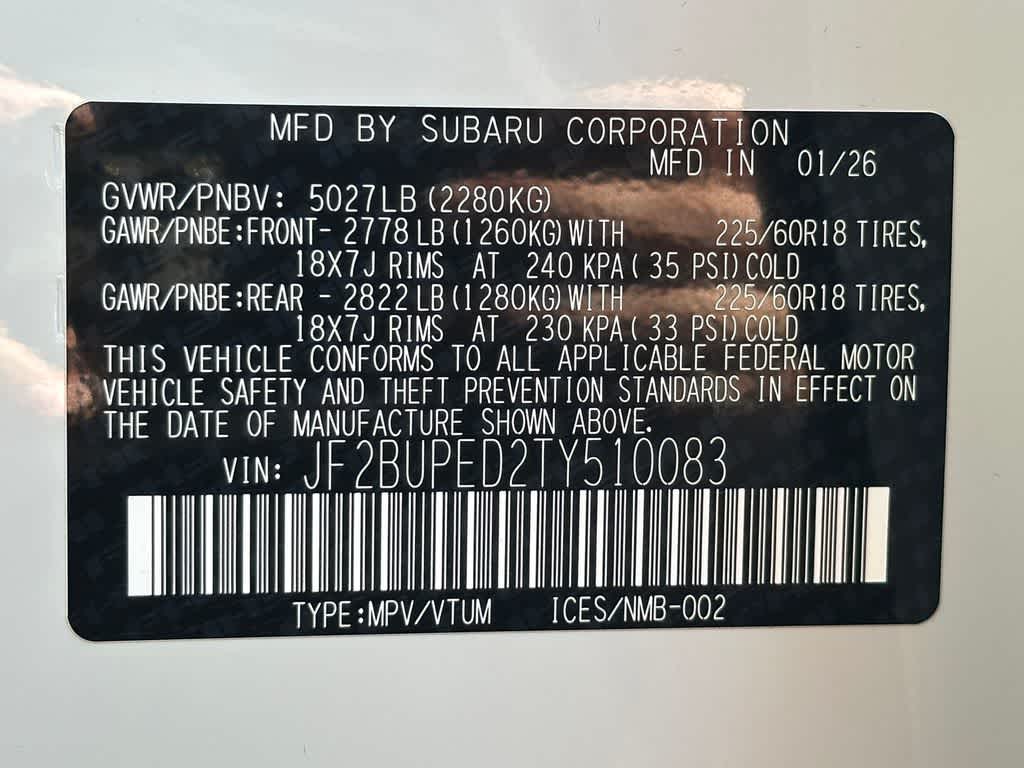 MFD BY SUBARU CORPORATION
MFD IN 01/26
GVWR/PNBV: 5027LB (2280KG)
GAWR/PNBE:FRONT- 2778 LB (1260KG) WITH 225/60R18 TIRES,
18X7J RIMS AT 240 KPA ( 35 PSI) COLD
GAWR/PNBE:REAR - 2822 LB (1280KG) WITH 225/60R18 TIRES,
18X7J RIMS AT 230 KPA ( 33 PSI) COLD
THIS VEHICLE CONFORMS TO ALL APPLICABLE FEDERAL MOTOR
VEHICLE SAFETY AND THEFT PREVENTION STANDARDS IN EFFECT ON
THE DATE OF MANUFACTURE SHOWN ABOVE.
VIN: JF2BUPED2TY510083
TYPE:MPV/VTUM ICES/NMB-002